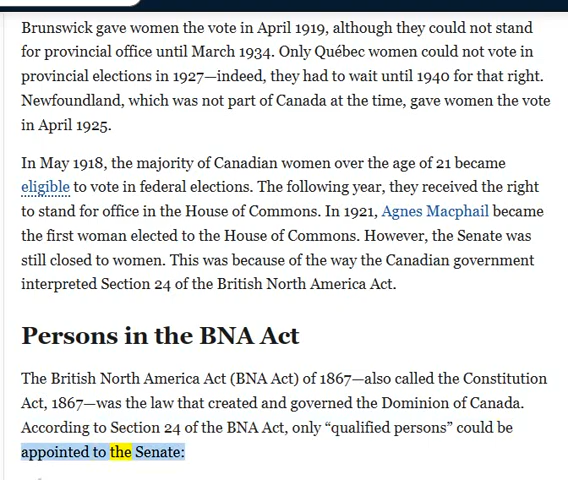 Brunswick gave women the vote in April 1919, although they could not stand
for provincial office until March 1934. Only Québec women could not vote in
provincial elections in 1927—indeed, they had to wait until 1940 for that right.
Newfoundland, which was not part of Canada at the time, gave women the vote
in April 1925.
In May 1918, the majority of Canadian women over the age of 21 became
eligible to vote in federal elections. The following year, they received the right
to stand for office in the House of Commons. In 1921, Agnes Macphail became
the first woman elected to the House of Commons. However, the Senate was
still closed to women. This was because of the way the Canadian government
interpreted Section 24 of the British North America Act.
Persons in the BNA Act
The British North America Act (BNA Act) of 1867—also called the Constitution
Act, 1867—was the law that created and governed the Dominion of Canada.
According to Section 24 of the BNA Act, only “qualified persons” could be
appointed to the Senate: